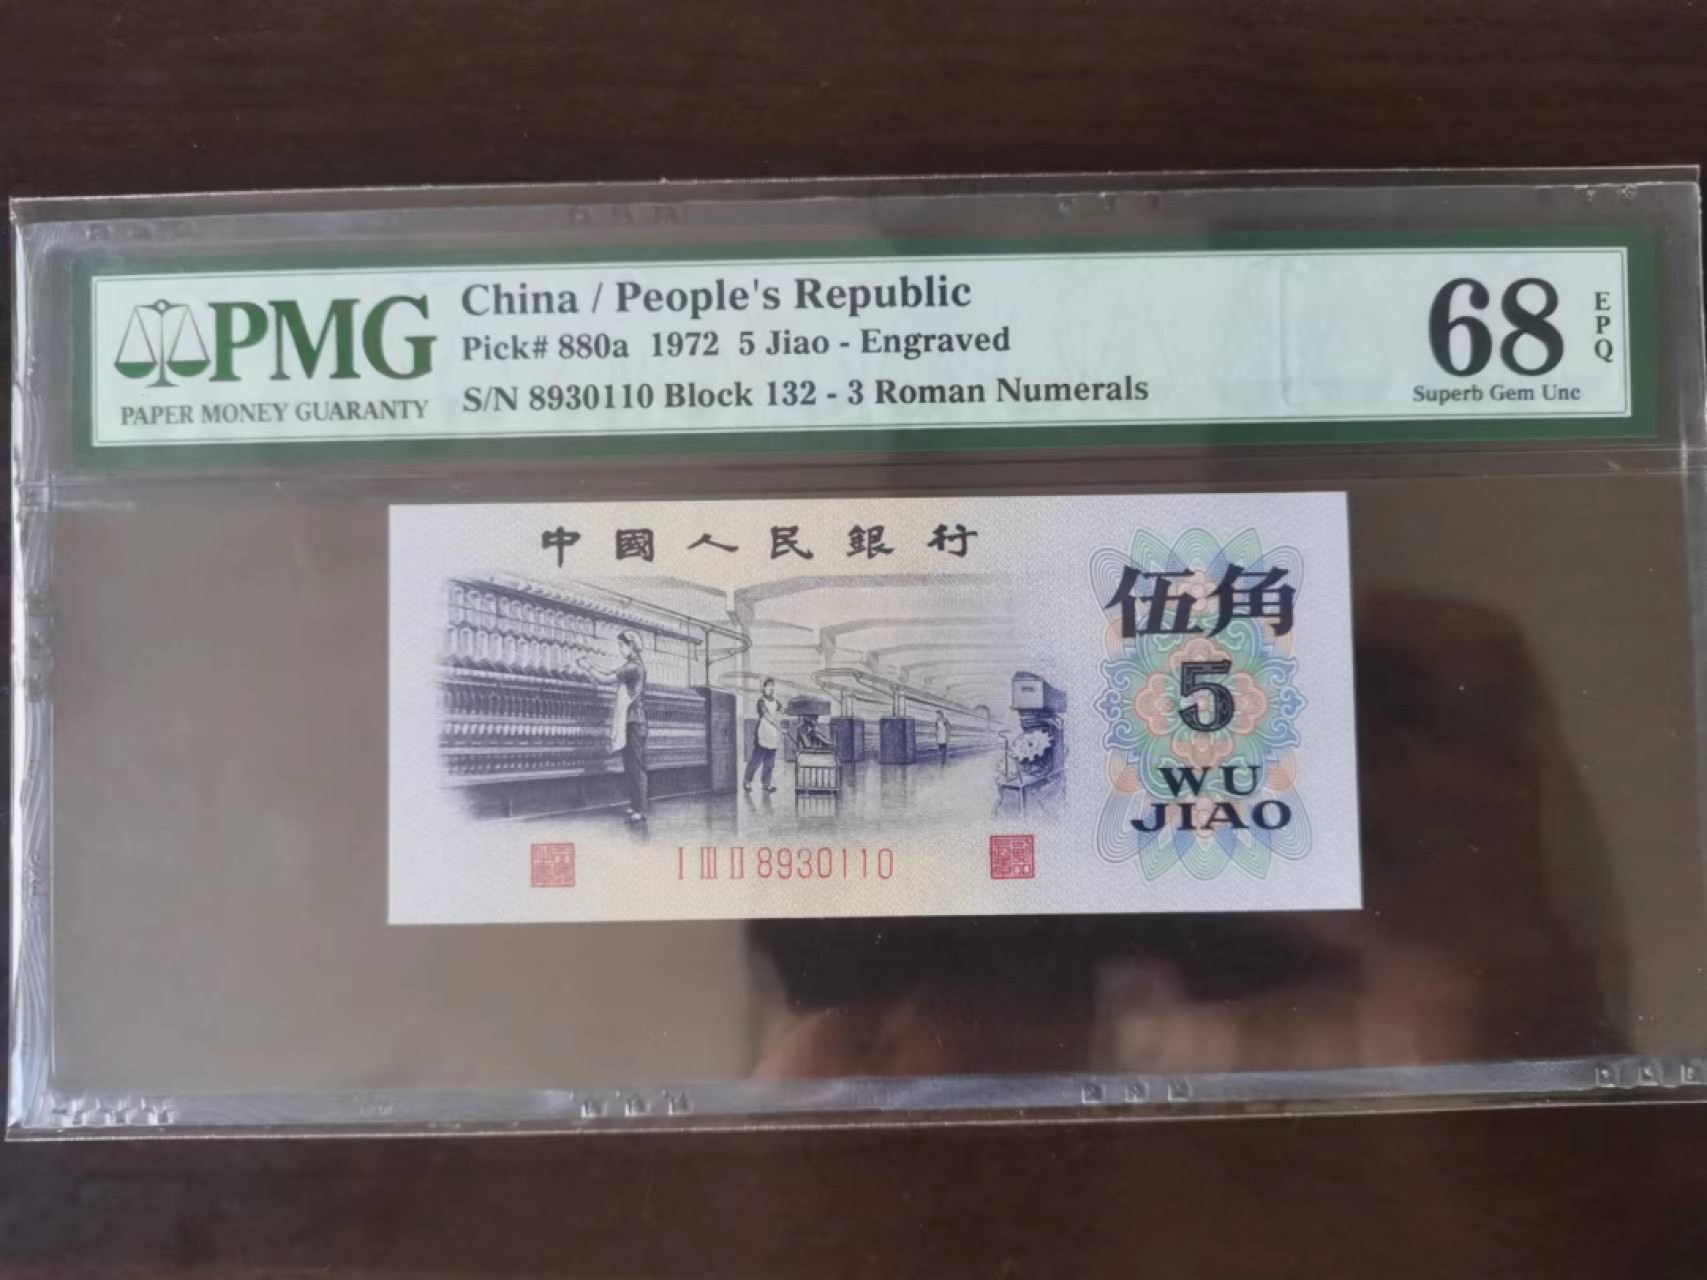 PMG
PAPER MONEY GUARANTY
China / People's Republic
Pick# 880a 1972 5 Jiao - Engraved
S/N 8930110 Block 132 - 3 Roman Numerals
68
EPQ
Superb Gem Unc
中國人民銀行
伍角
5
WU
JIAO
I III II 8930110